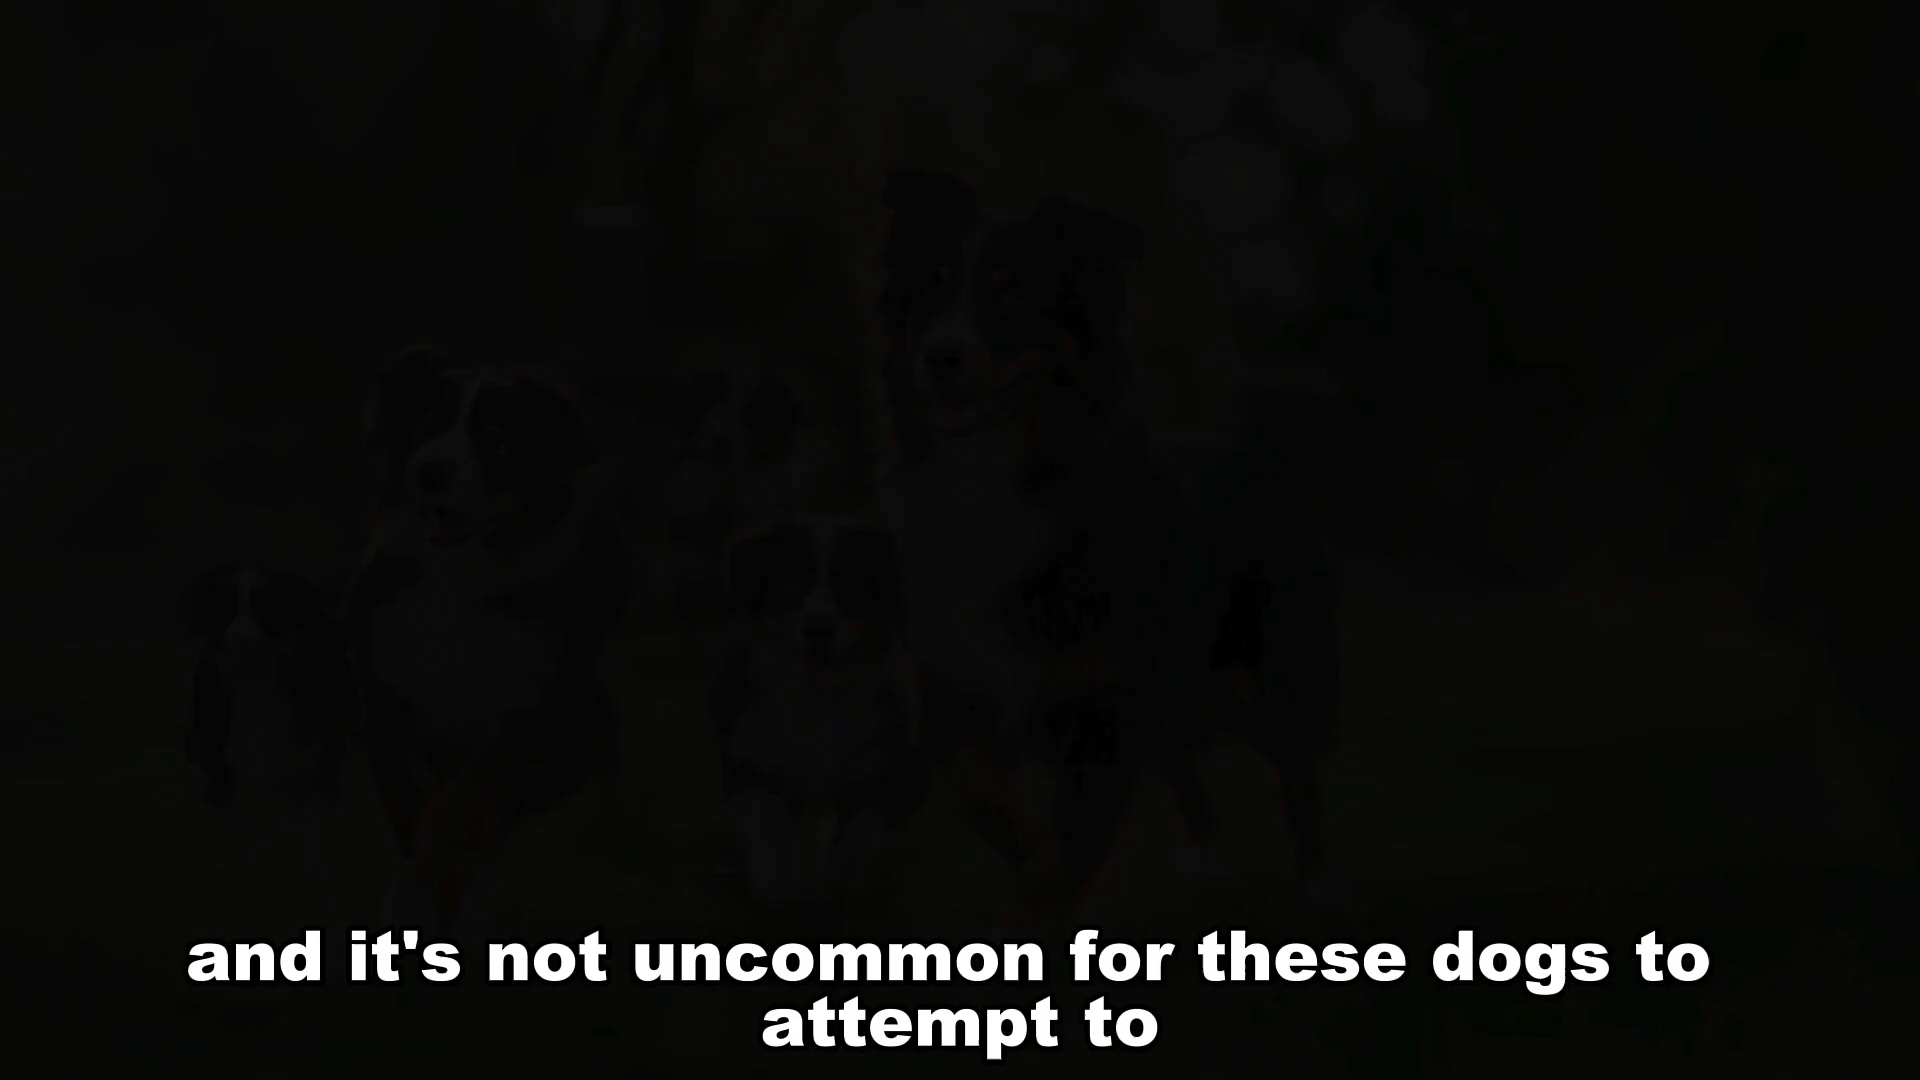 and it's not uncommon for these dogs to
attempt to